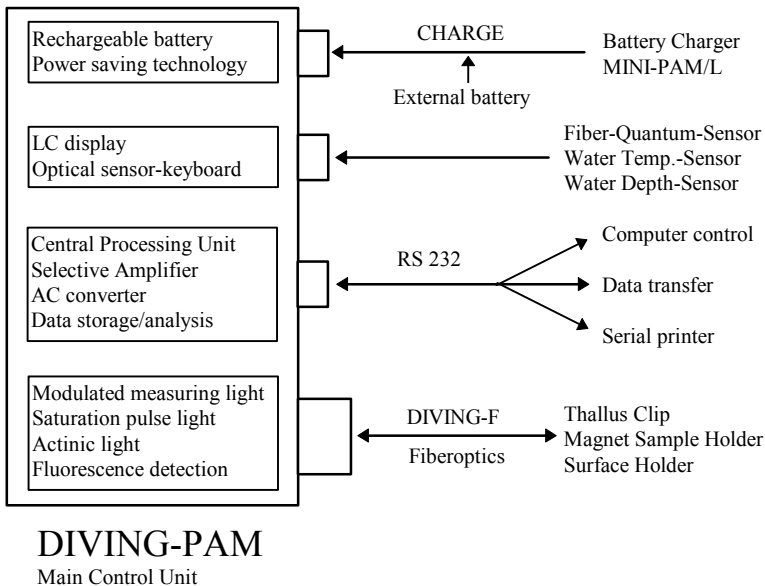 Rechargeable battery
Power saving technology
CHARGE
External battery
Battery Charger
MINI-PAM/L
LC display
Optical sensor-keyboard
Fiber-Quantum-Sensor
Water Temp.-Sensor
Water Depth-Sensor
Central Processing Unit
Selective Amplifier
AC converter
Data storage/analysis
RS 232
Computer control
Data transfer
Serial printer
Modulated measuring light
Saturation pulse light
Actinic light
Fluorescence detection
DIVING-F
Fiberoptics
Thallus Clip
Magnet Sample Holder
Surface Holder
DIVING-PAM
Main Control Unit